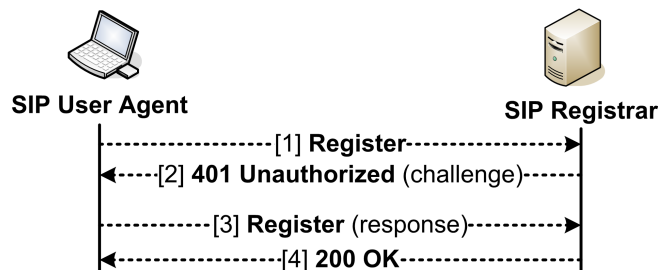 SIP User Agent
SIP Registrar
[1] Register
[2] 401 Unauthorized (challenge)
[3] Register (response)
[4] 200 OK